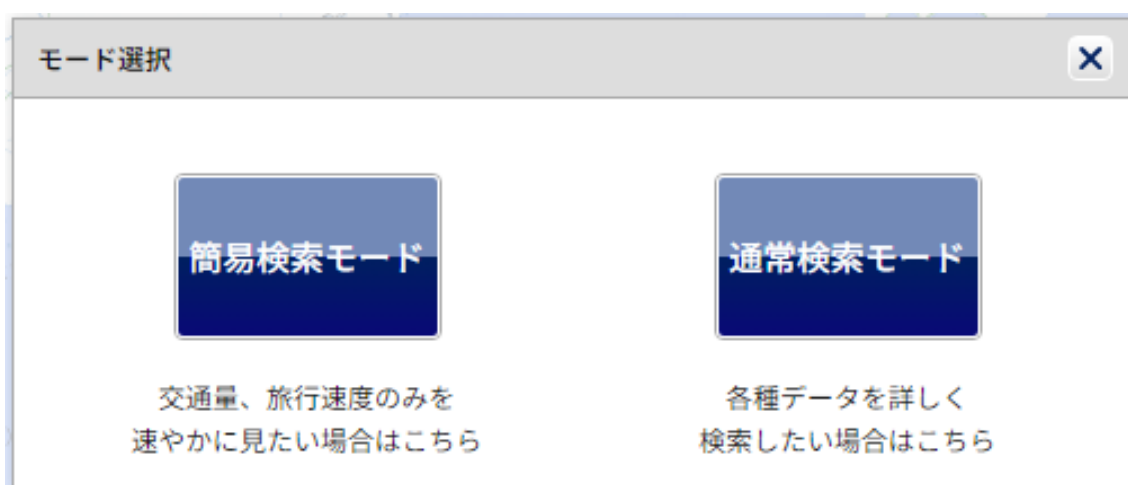 モード選択
簡易検索モード
通常検索モード
交通量、旅行速度のみを
速やかに見たい場合はこちら
各種データを詳しく
検索したい場合はこちら